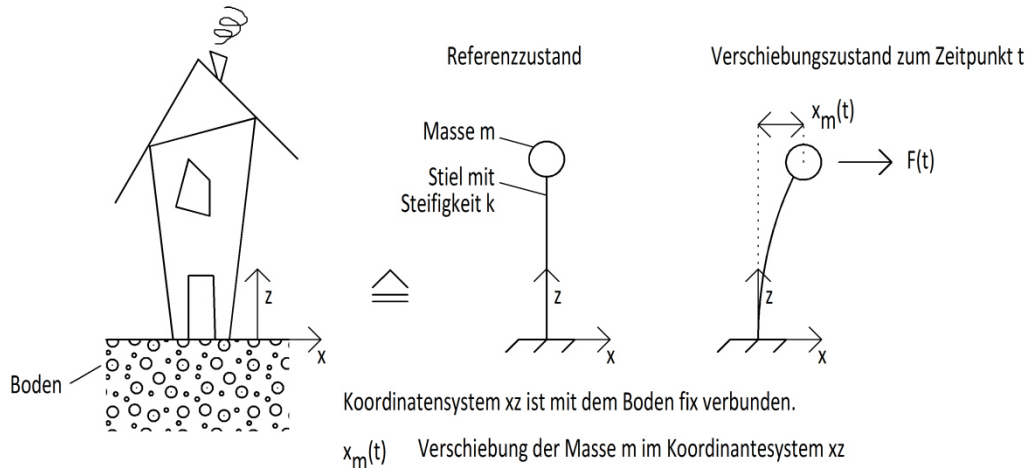 Referenzzustand
Verschiebungszustand zum Zeitpunkt t
x_m(t)
Masse m
F(t)
Stiel mit
Steifigkeit k
z
z
z
x
x
x
Boden
Koordinatensystem xz ist mit dem Boden fix verbunden.
x_m(t) Verschiebung der Masse m im Koordinantesystem xz